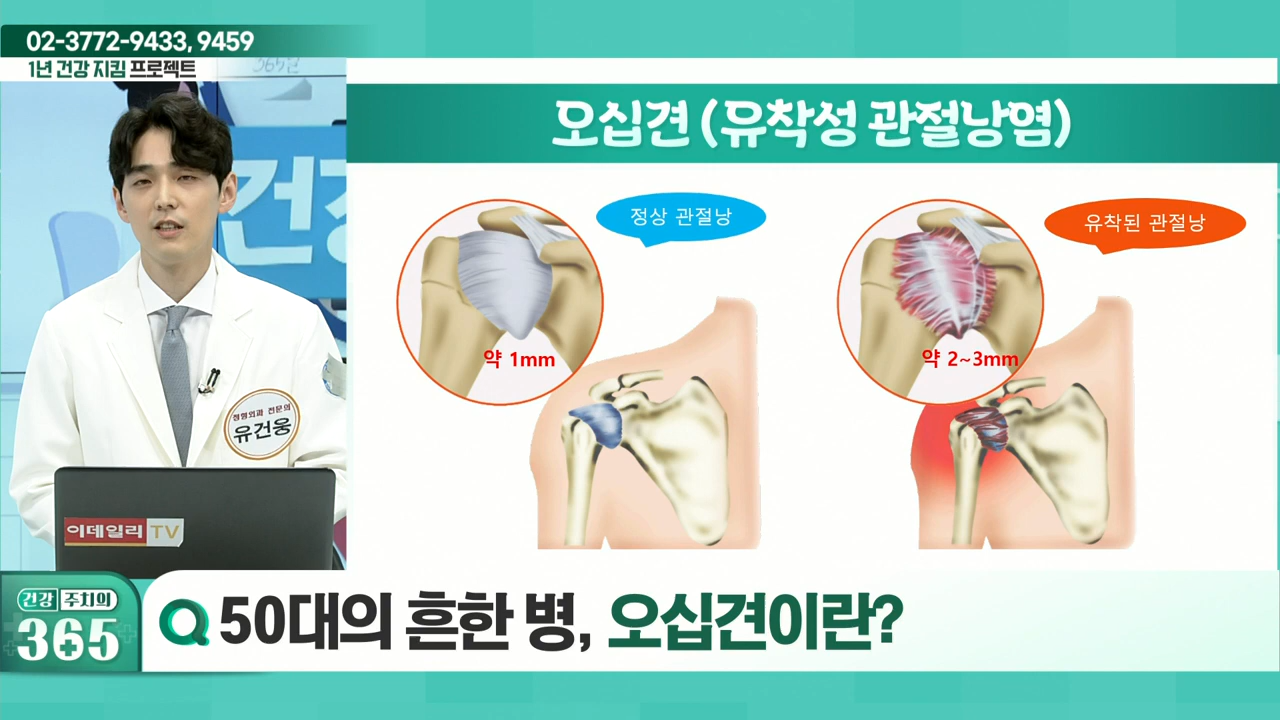 02-3772-9433, 9459
1년 건강 지킴 프로젝트
오십견 (유착성 관절낭염)
정상 관절낭
유착된 관절낭
약 1mm
약 2~3mm
정형외과 전문의
유건웅
이데일리 TV
건강 주치의
365
Q 50대의 흔한 병, 오십견이란?